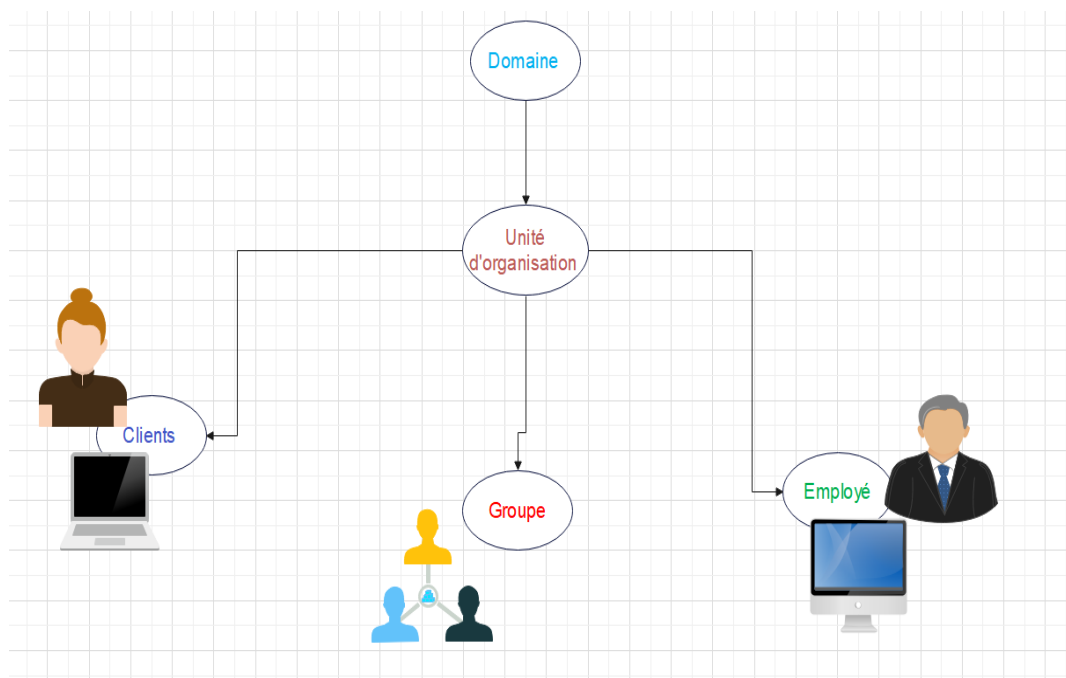 Domaine
Unité
d'organisation
Clients
Employé
Groupe